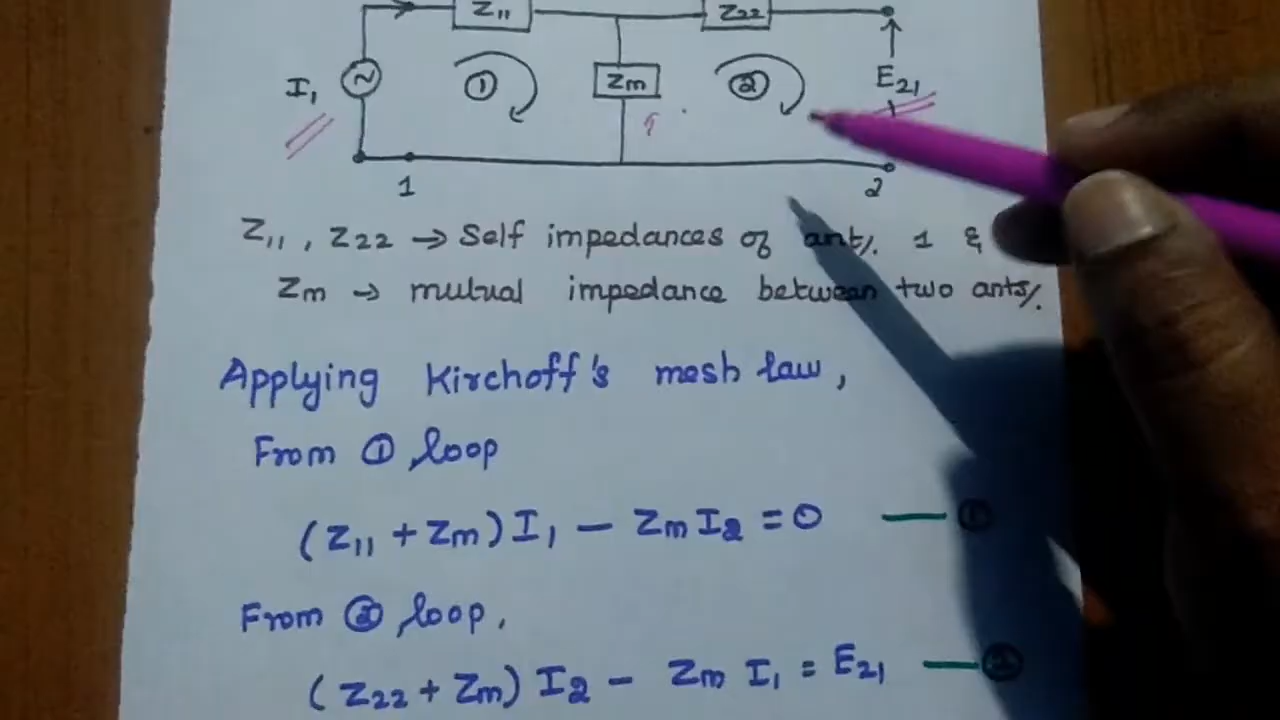 Z11 Z22
I1 ~ ① Zm ② E21
1 2
Z11, Z22 → Self impedances of ant/. 1 &
Zm → mutual impedance between two ants/.
Applying Kirchoff's mesh law,
From ① loop
(Z11 + Zm) I1 - Zm I2 = 0 — ①
From ② loop,
(Z22 + Zm) I2 - Zm I1 = E21 — ②